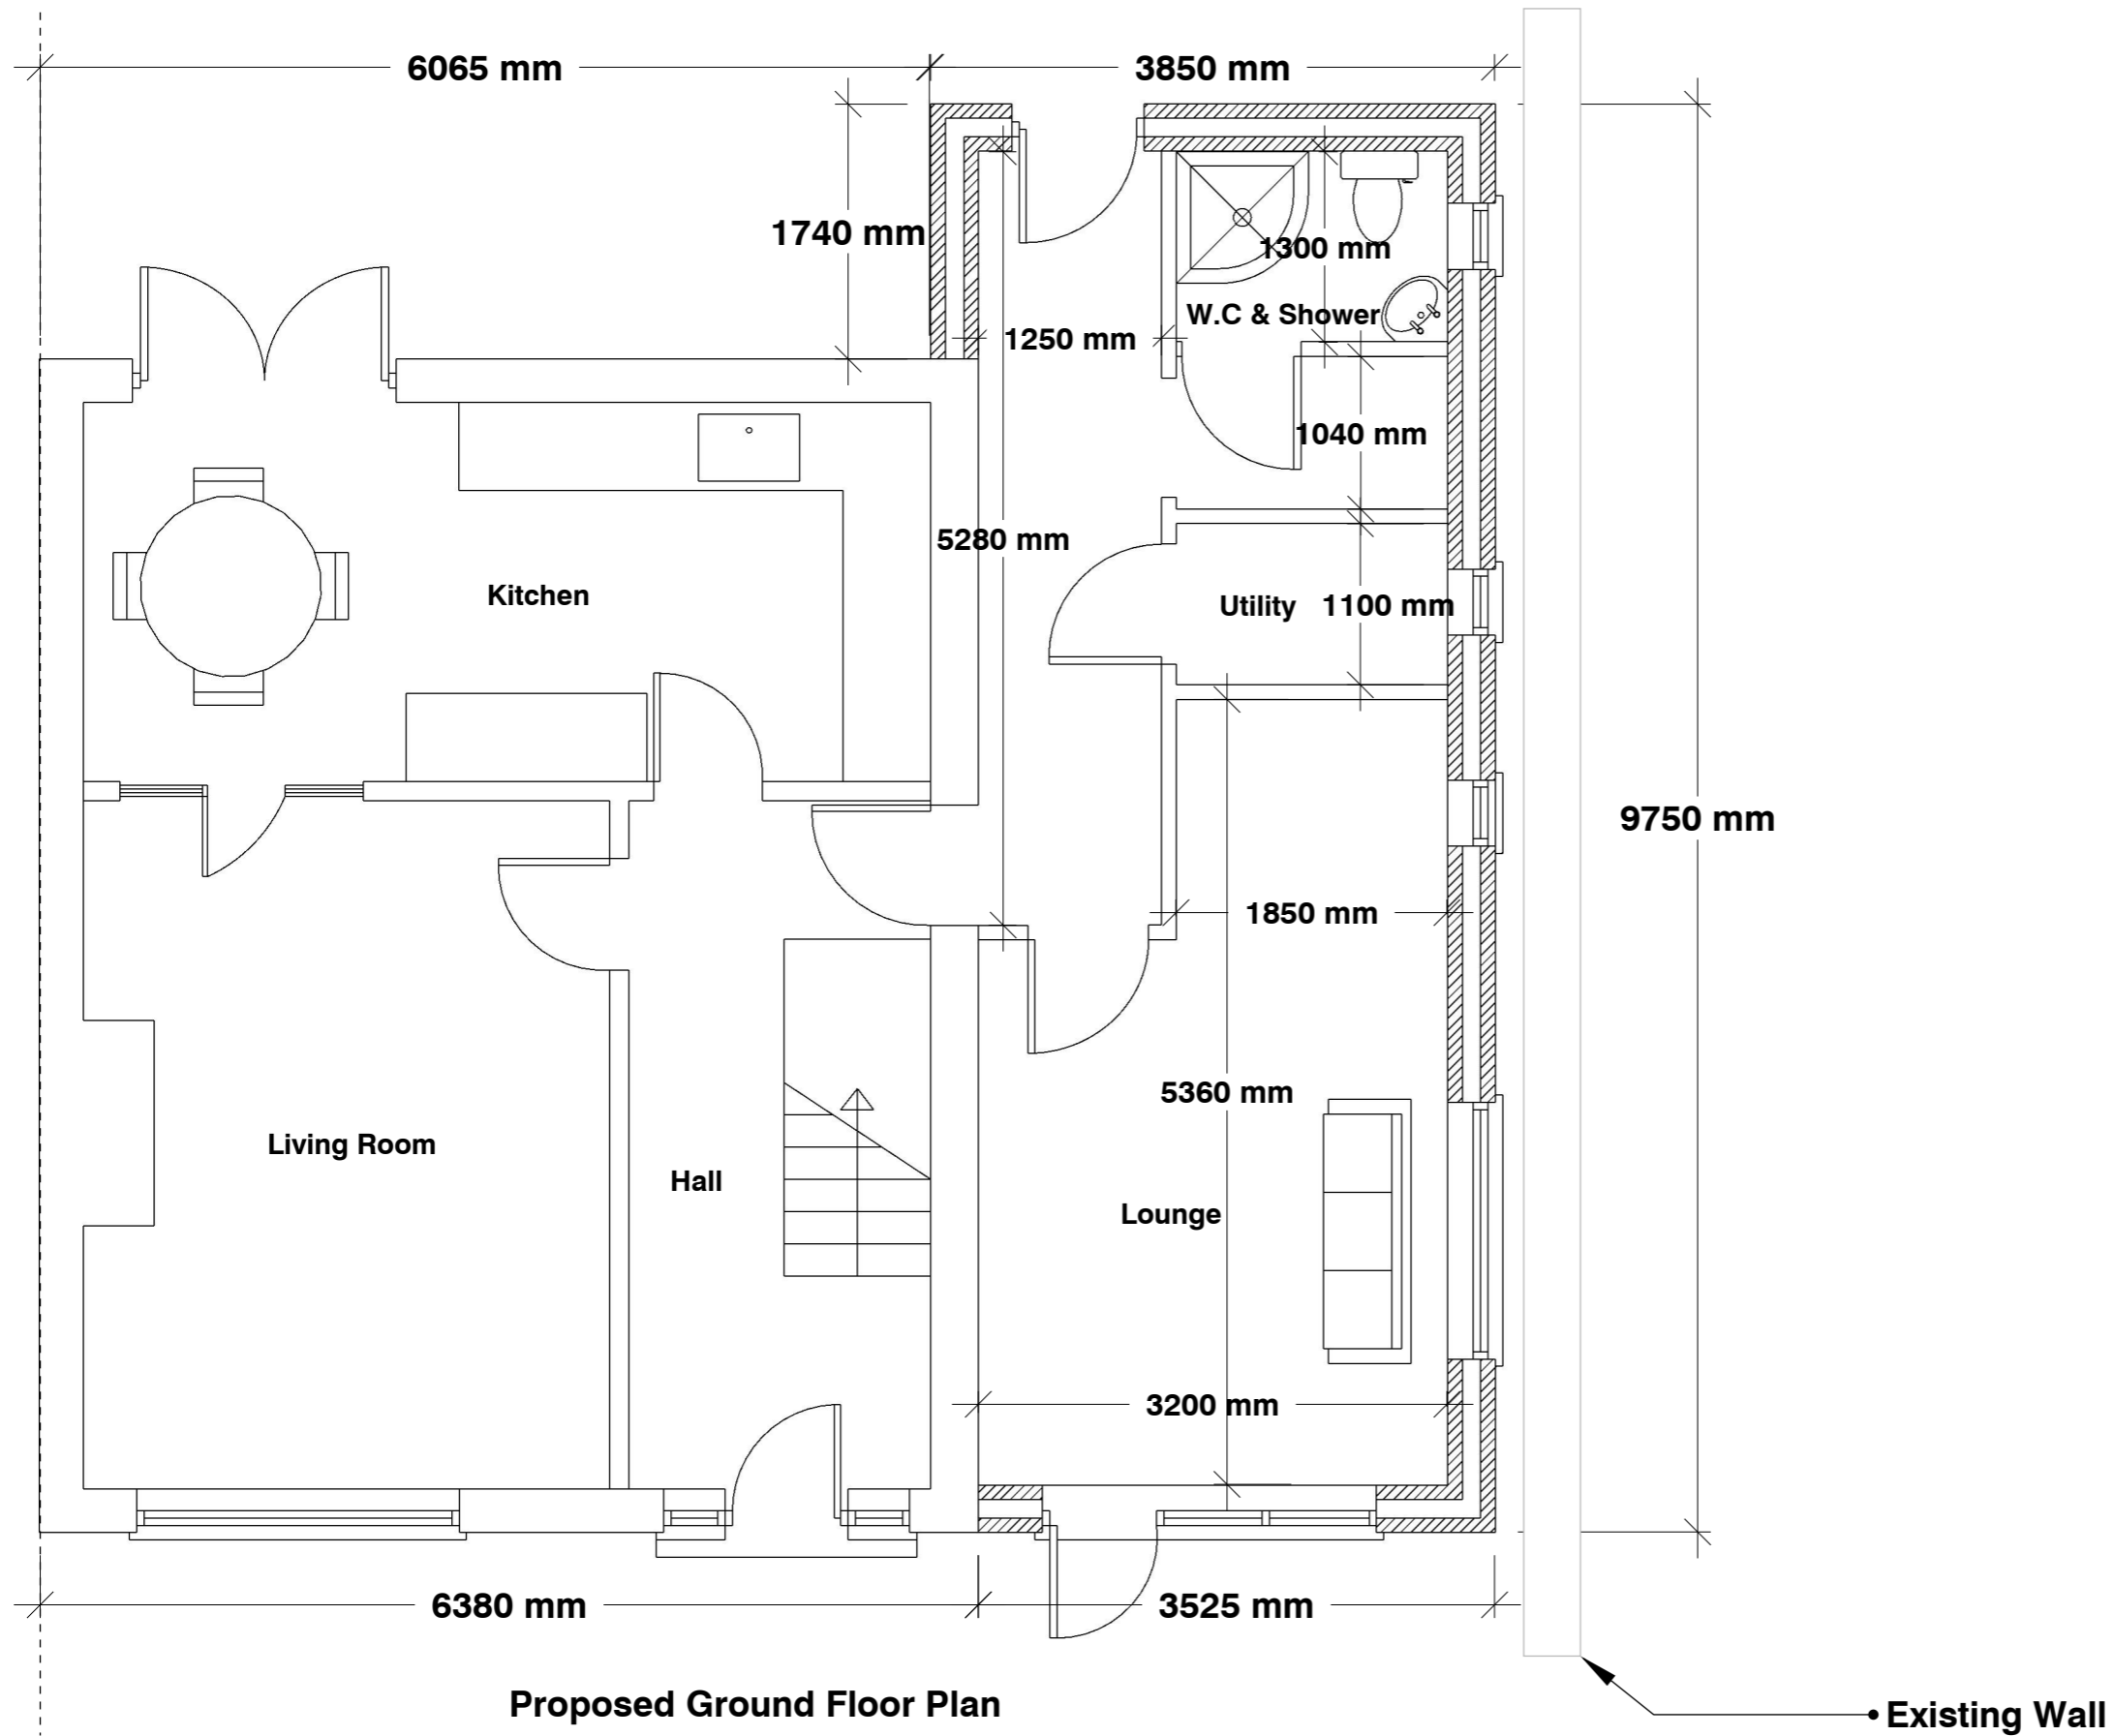 6065 mm
3850 mm
1740 mm
1300 mm
W.C & Shower
1250 mm
1040 mm
5280 mm
Kitchen
Utility
1100 mm
9750 mm
1850 mm
5360 mm
Living Room
Hall
Lounge
3200 mm
6380 mm
3525 mm
Proposed Ground Floor Plan
Existing Wall